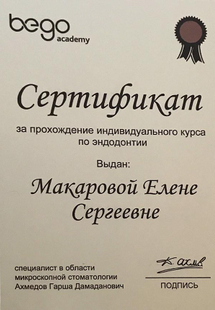 bego
academy
Сертификат
за прохождение индивидуального курса
по эндодонтии
Выдан:
Макаровой Елене
Сергеевне
специалист в области
микроскопной стоматологии
Ахмедов Гарша Дамаданович
ПОДПИСЬ